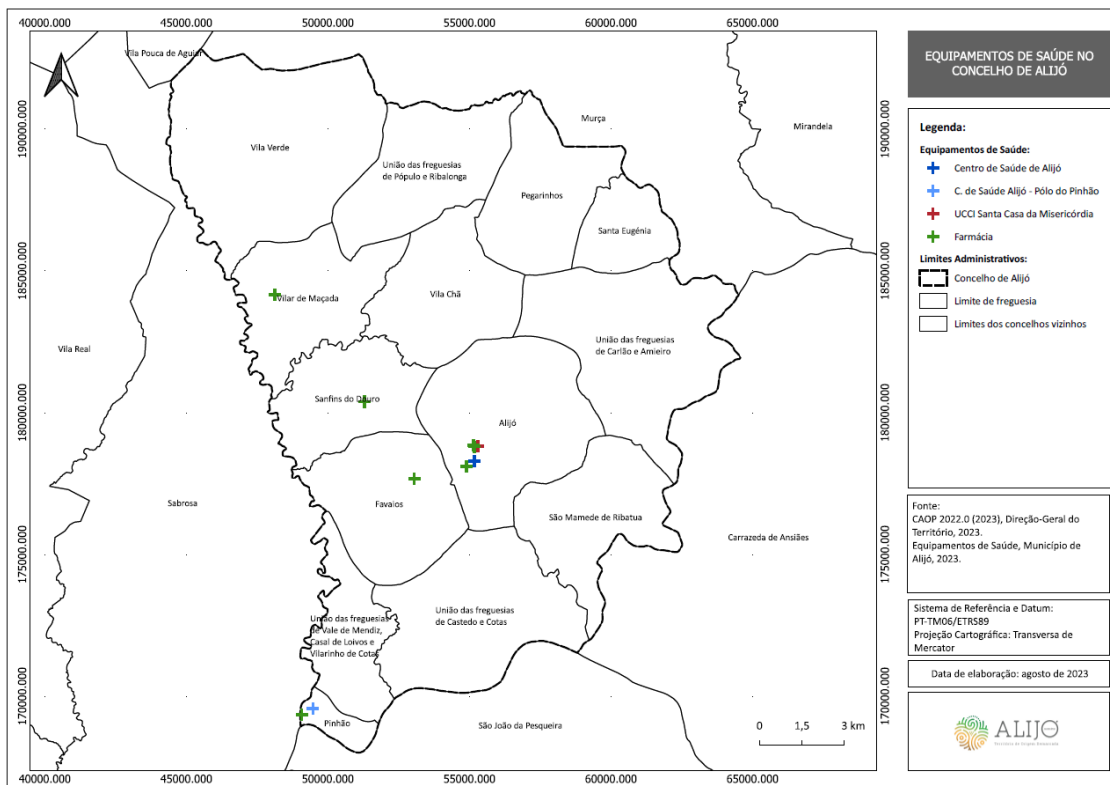 40000.000 45000.000 50000.000 55000.000 60000.000 65000.000
Vila Pouca de Aguiar
190000.000
190000.000
Murça
Mirandela
Vila Verde
União das freguesias
de Pópulo e Ribalonga
Pegarinhos
Santa Eugénia
185000.000
185000.000
Vilar de Maçada
Vila Chã
União das freguesias
de Carlão e Amieiro
Vila Real
Sanfins do Douro
180000.000
180000.000
Alijó
Sabrosa
Favaios
São Mamede de Ribatua
Carrazeda de Ansiães
175000.000
175000.000
União das freguesias
de Vale de Mendiz,
Casal de Loivos e
Vilarinho de Cotas
União das freguesias
de Castedo e Cotas
170000.000
170000.000
Pinhão
São João da Pesqueira
0 1,5 3 km
40000.000 45000.000 50000.000 55000.000 60000.000 65000.000
EQUIPAMENTOS DE SAÚDE NO
CONCELHO DE ALIJÓ
Legenda:
Equipamentos de Saúde:
Centro de Saúde de Alijó
C. de Saúde Alijó - Pólo do Pinhão
UCCI Santa Casa da Misericórdia
Farmácia
Limites Administrativos:
Concelho de Alijó
Limite de freguesia
Limites dos concelhos vizinhos
Fonte:
CAOP 2022.0 (2023), Direção-Geral do
Território, 2023.
Equipamentos de Saúde, Município de
Alijó, 2023.
Sistema de Referência e Datum:
PT-TM06/ETRS89
Projeção Cartográfica: Transversa de
Mercator
Data de elaboração: agosto de 2023
ALIJÓ